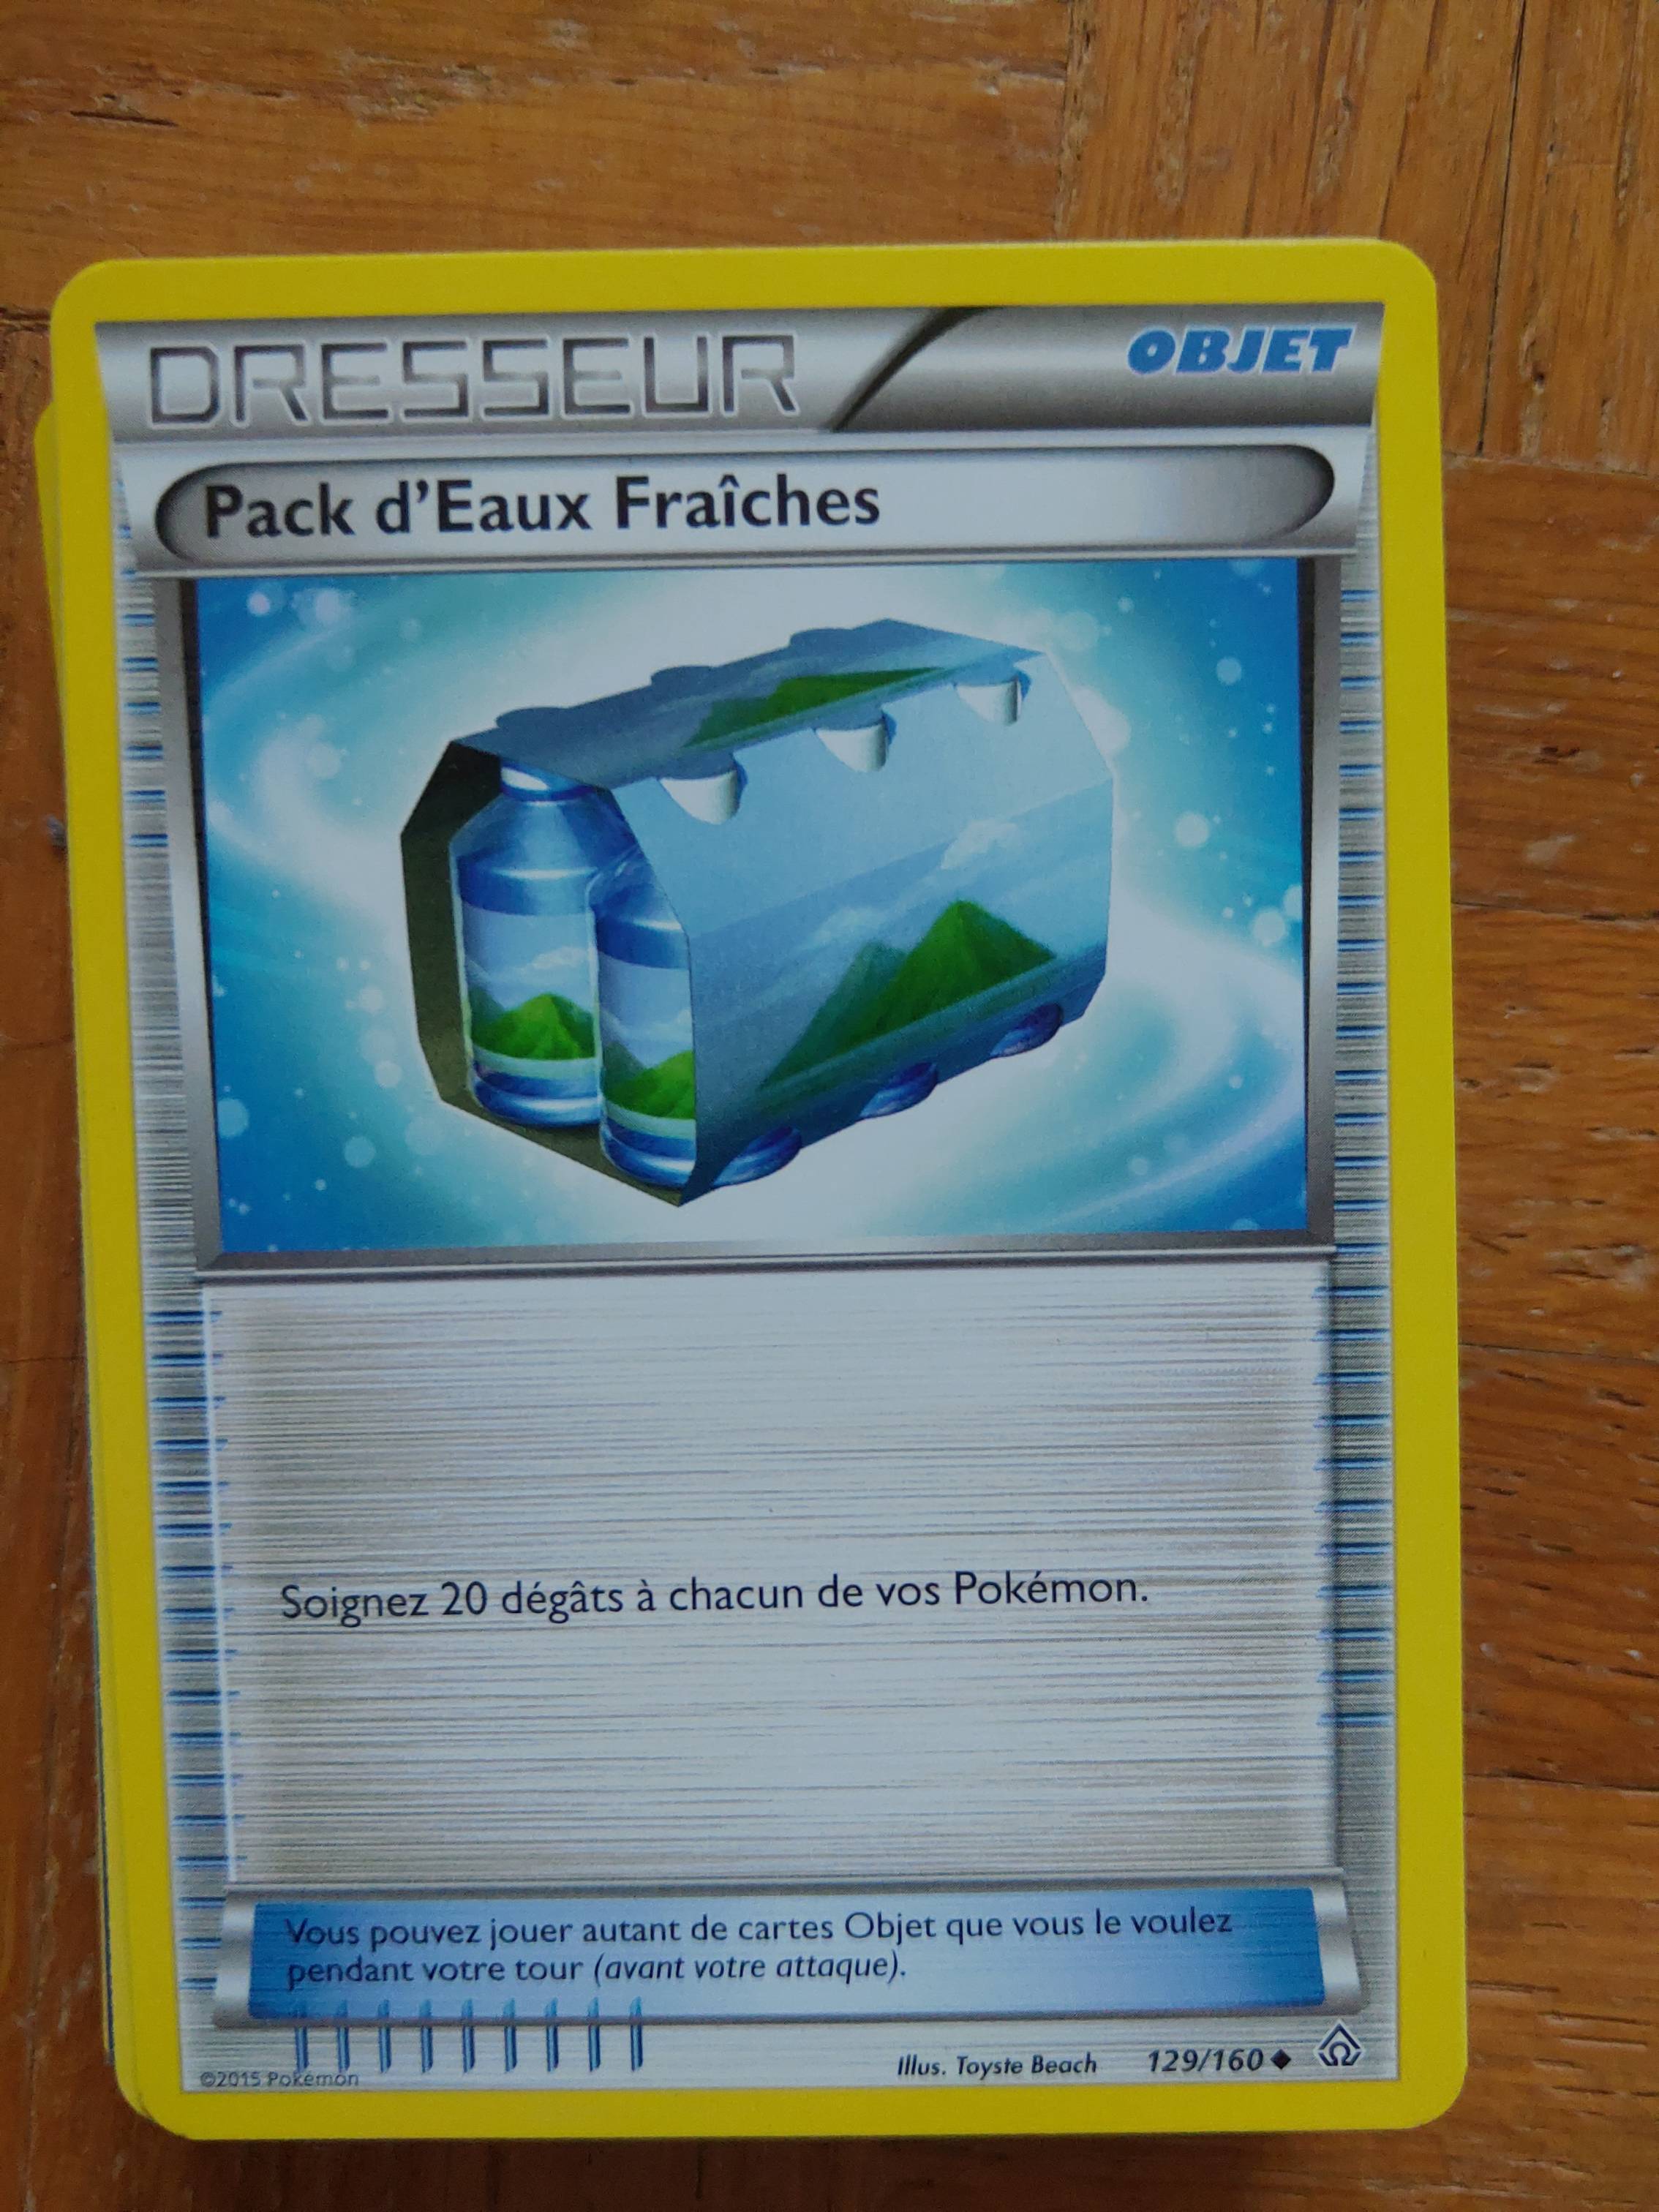 DRESSEUR
OBJET
Pack d'Eaux Fraîches
Soignez 20 dégâts à chacun de vos Pokémon.
Vous pouvez jouer autant de cartes Objet que vous le voulez
pendant votre tour (avant votre attaque).
Illus. Toyste Beach 129/160
©2015 Pokémon